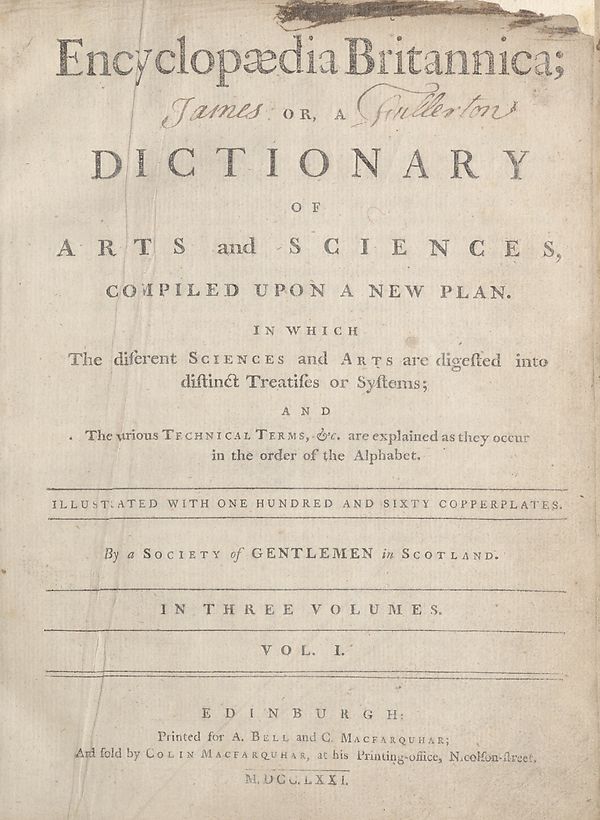 Encyclopædia Britannica;
James OR, A Fullerton
DICTIONARY
OF
ARTS and SCIENCES,
COMPILED UPON A NEW PLAN.
IN WHICH
The diferent SCIENCES and ARTS are digeſted into
diſtinct Treatiſes or Syſtems;
AND
The various TECHNICAL TERMS, &c. are explained as they occur
in the order of the Alphabet.
ILLUSTRATED WITH ONE HUNDRED AND SIXTY COPPERPLATES.
By a SOCIETY of GENTLEMEN in SCOTLAND.
IN THREE VOLUMES.
VOL. I.
EDINBURGH:
Printed for A. BELL and C. MACFARQUHAR;
And ſold by COLIN MACFARQUHAR, at his Printing-office, Nicolſon-ſtreet.
M.DCC.LXXI.